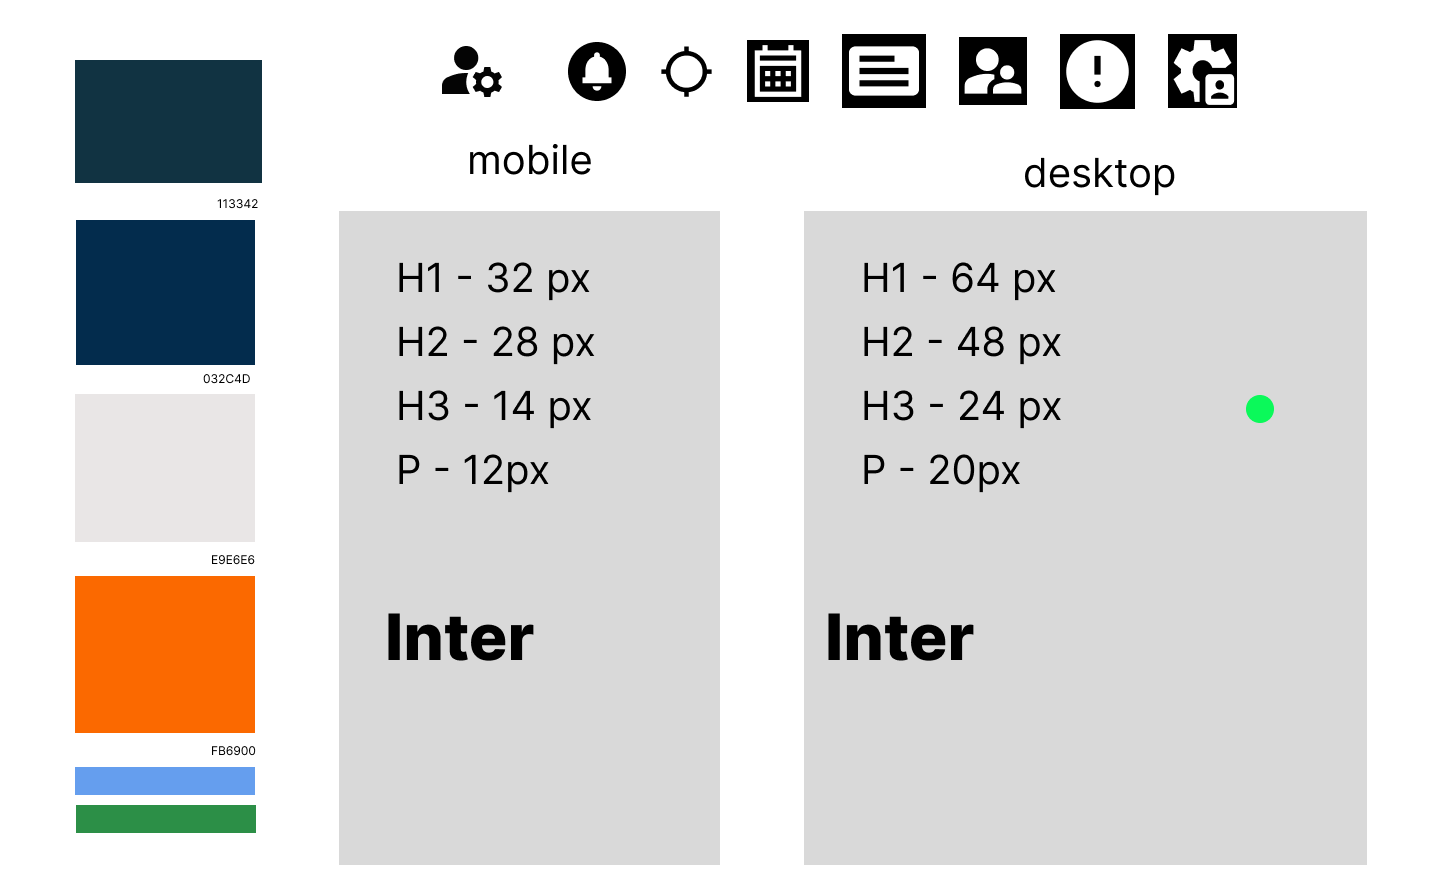 mobile
desktop
113342
032C4D
E9E6E6
FB6900
H1 - 32 px
H2 - 28 px
H3 - 14 px
P - 12px
Inter
H1 - 64 px
H2 - 48 px
H3 - 24 px
P - 20px
Inter